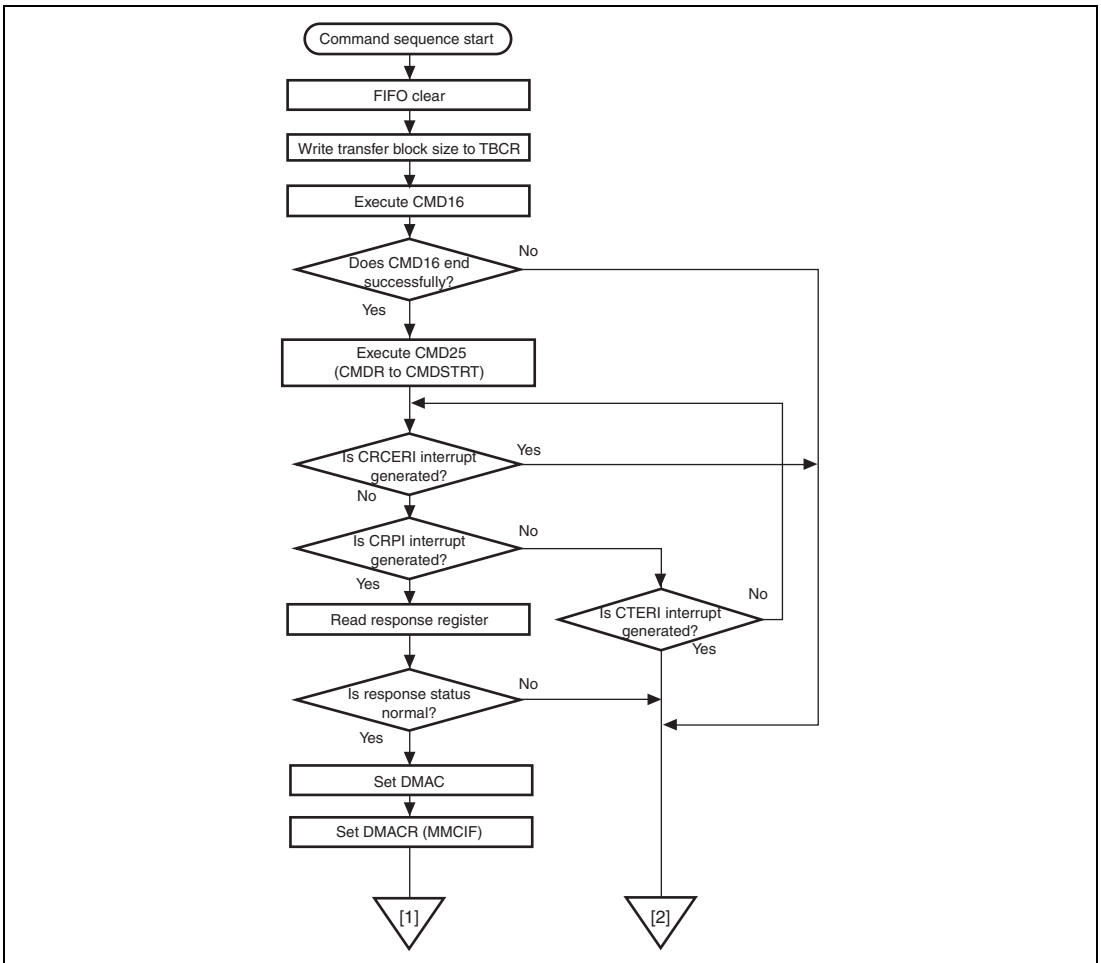 Command sequence start
FIFO clear
Write transfer block size to TBCR
Execute CMD16
Does CMD16 end
successfully?
No
Yes
Execute CMD25
(CMDR to CMDSTRT)
Is CRCERI interrupt
generated?
Yes
No
Is CRPI interrupt
generated?
No
Yes
Is CTERI interrupt
generated?
No
Yes
Read response register
Is response status
normal?
No
Yes
Set DMAC
Set DMACR (MMCIF)
[1]
[2]